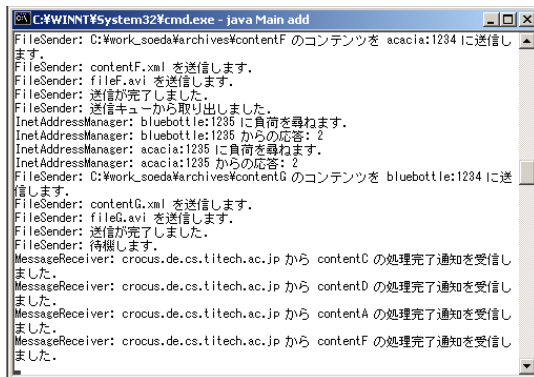 C:¥WINNT¥System32¥cmd.exe - java Main add
FileSender: C:¥work_soeda¥archives¥contentF のコンテンツを acacia:1234 に送信し
ます.
FileSender: contentF.xml を送信します.
FileSender: fileF.avi を送信します.
FileSender: 送信が完了しました.
FileSender: 送信キューから取り出しました.
InetAddressManager: bluebottle:1235 に負荷を尋ねます.
InetAddressManager: bluebottle:1235 からの応答: 2
InetAddressManager: acacia:1235 に負荷を尋ねます.
InetAddressManager: acacia:1235 からの応答: 2
FileSender: C:¥work_soeda¥archives¥contentG のコンテンツを bluebottle:1234 に送
信します.
FileSender: contentG.xml を送信します.
FileSender: fileG.avi を送信します.
FileSender: 送信が完了しました.
FileSender: 待機します.
MessageReceiver: crocus.de.cs.titech.ac.jp から contentC の処理完了通知を受信し
ました.
MessageReceiver: crocus.de.cs.titech.ac.jp から contentD の処理完了通知を受信し
ました.
MessageReceiver: crocus.de.cs.titech.ac.jp から contentA の処理完了通知を受信し
ました.
MessageReceiver: crocus.de.cs.titech.ac.jp から contentF の処理完了通知を受信し
ました.